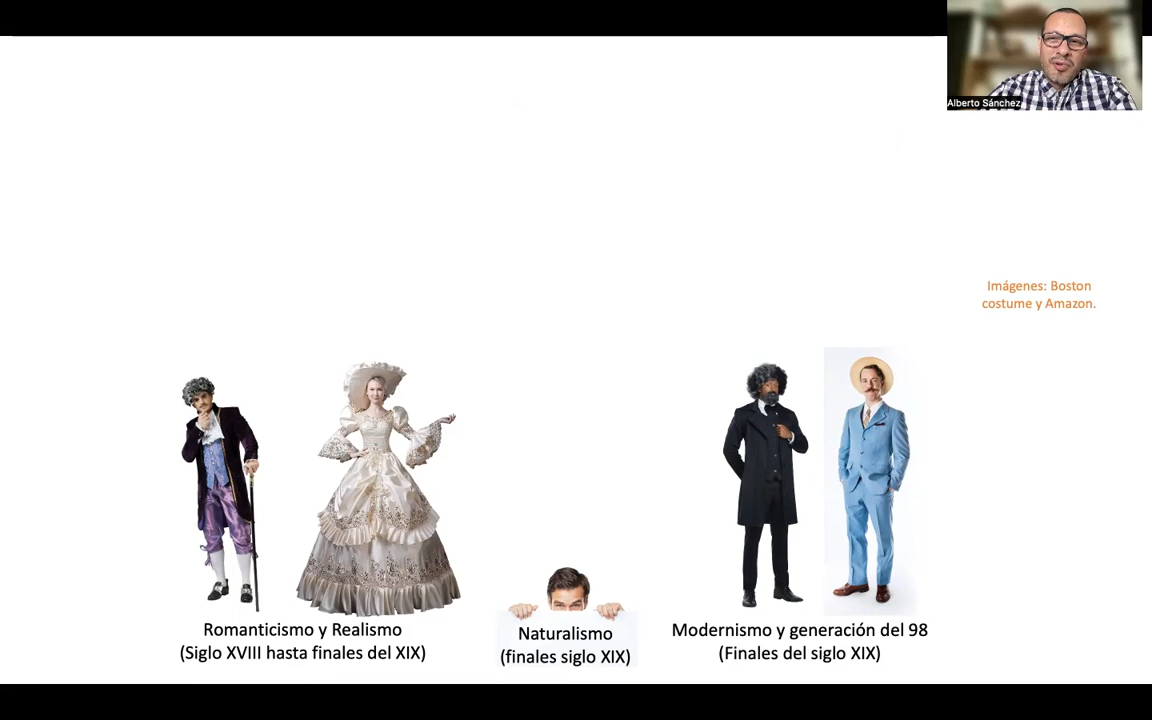 Alberto Sánchez
Imágenes: Boston
costume y Amazon.
Romanticismo y Realismo
(Siglo XVIII hasta finales del XIX)
Naturalismo
(finales siglo XIX)
Modernismo y generación del 98
(Finales del siglo XIX)